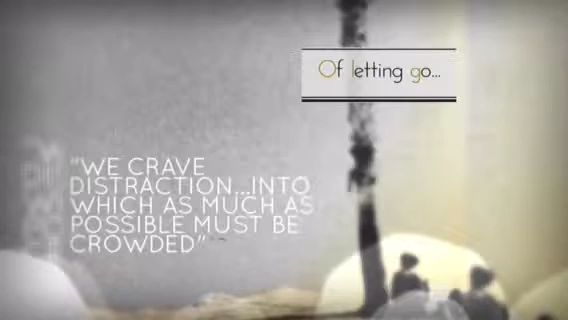 Of letting go...
"WE CRAVE
DISTRACTION...INTO
WHICH AS MUCH AS
POSSIBLE MUST BE
CROWDED"